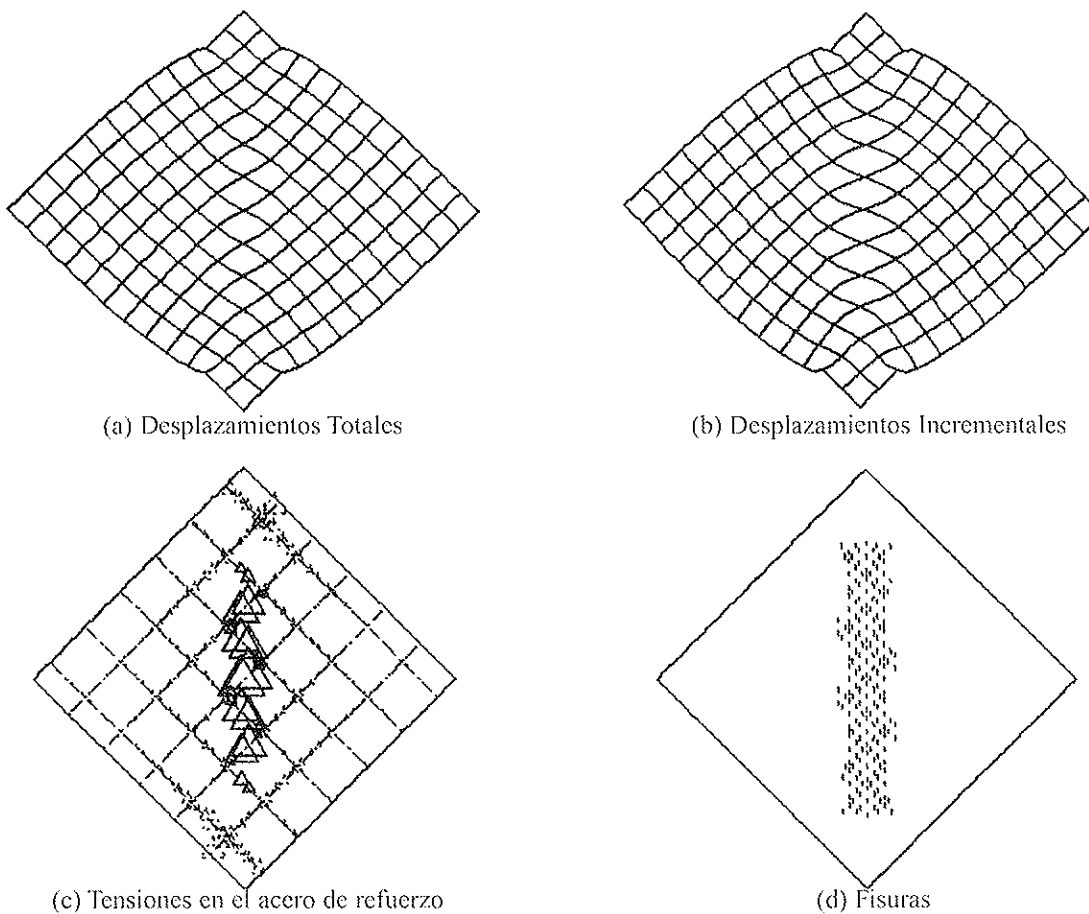 (a) Desplazamientos Totales
(b) Desplazamientos Incrementales
(c) Tensiones en el acero de refuerzo
(d) Fisuras